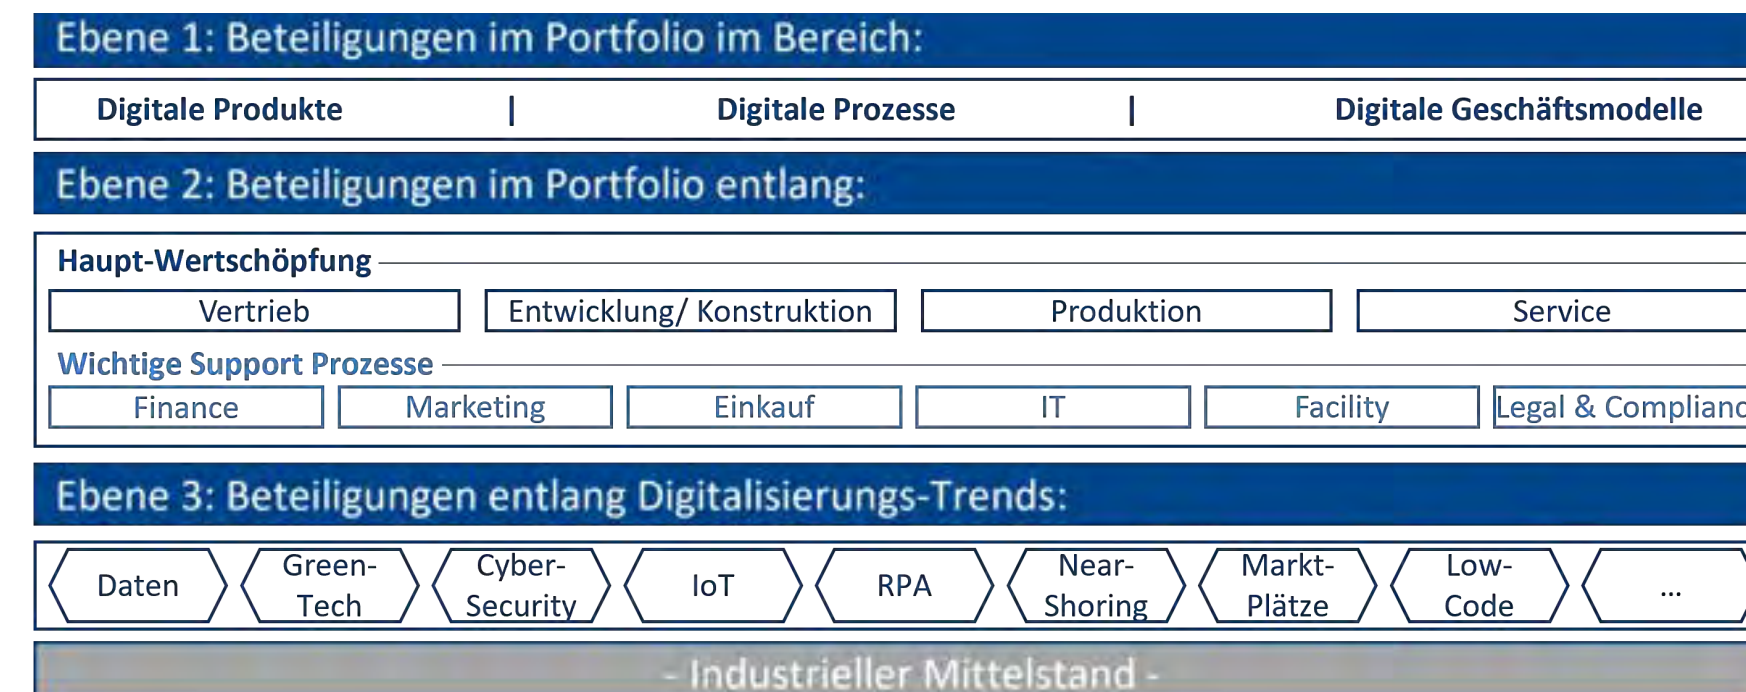 Ebene 1: Beteiligungen im Portfolio im Bereich:
Digitale Produkte | Digitale Prozesse | Digitale Geschäftsmodelle
Ebene 2: Beteiligungen im Portfolio entlang:
Haupt-Wertschöpfung
Vertrieb Entwicklung/ Konstruktion Produktion Service
Wichtige Support Prozesse
Finance Marketing Einkauf IT Facility Legal & Complianc
Ebene 3: Beteiligungen entlang Digitalisierungs-Trends:
Daten
Green-
Tech
Cyber-
Security
IoT
RPA
Near-
Shoring
Markt-
Plätze
Low-
Code
...
- Industrieller Mittelstand -